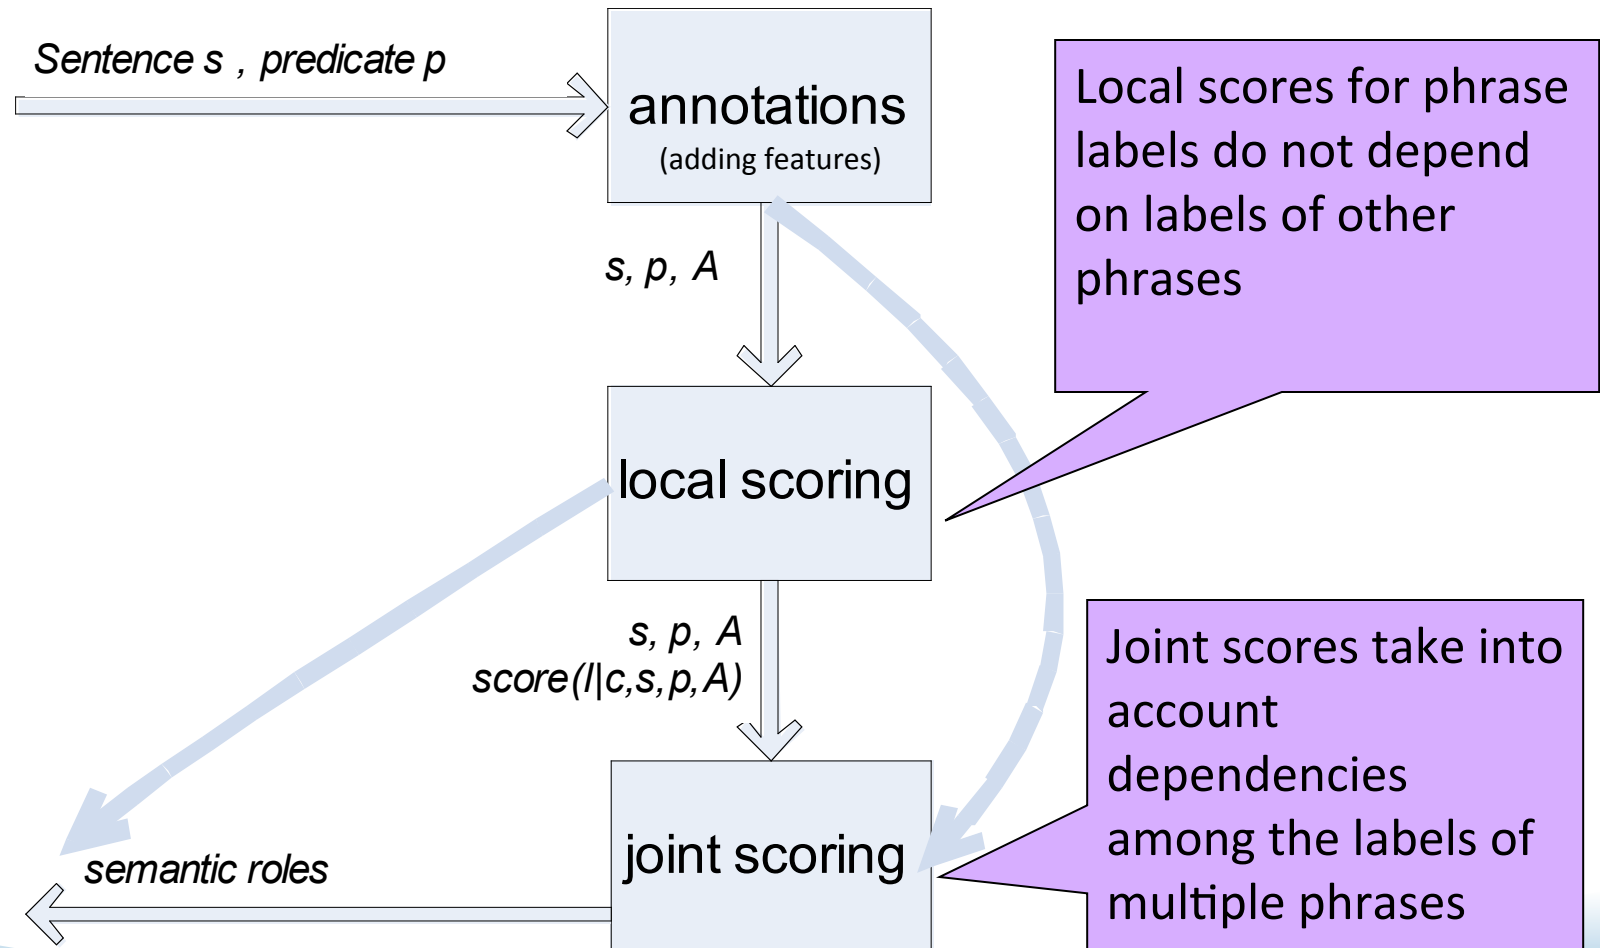 Sentence s , predicate p
annotations
(adding features)
Local scores for phrase
labels do not depend
on labels of other
phrases
s, p, A
local scoring
s, p, A
score(l|c,s,p,A)
Joint scores take into
account
dependencies
among the labels of
multiple phrases
joint scoring
semantic roles